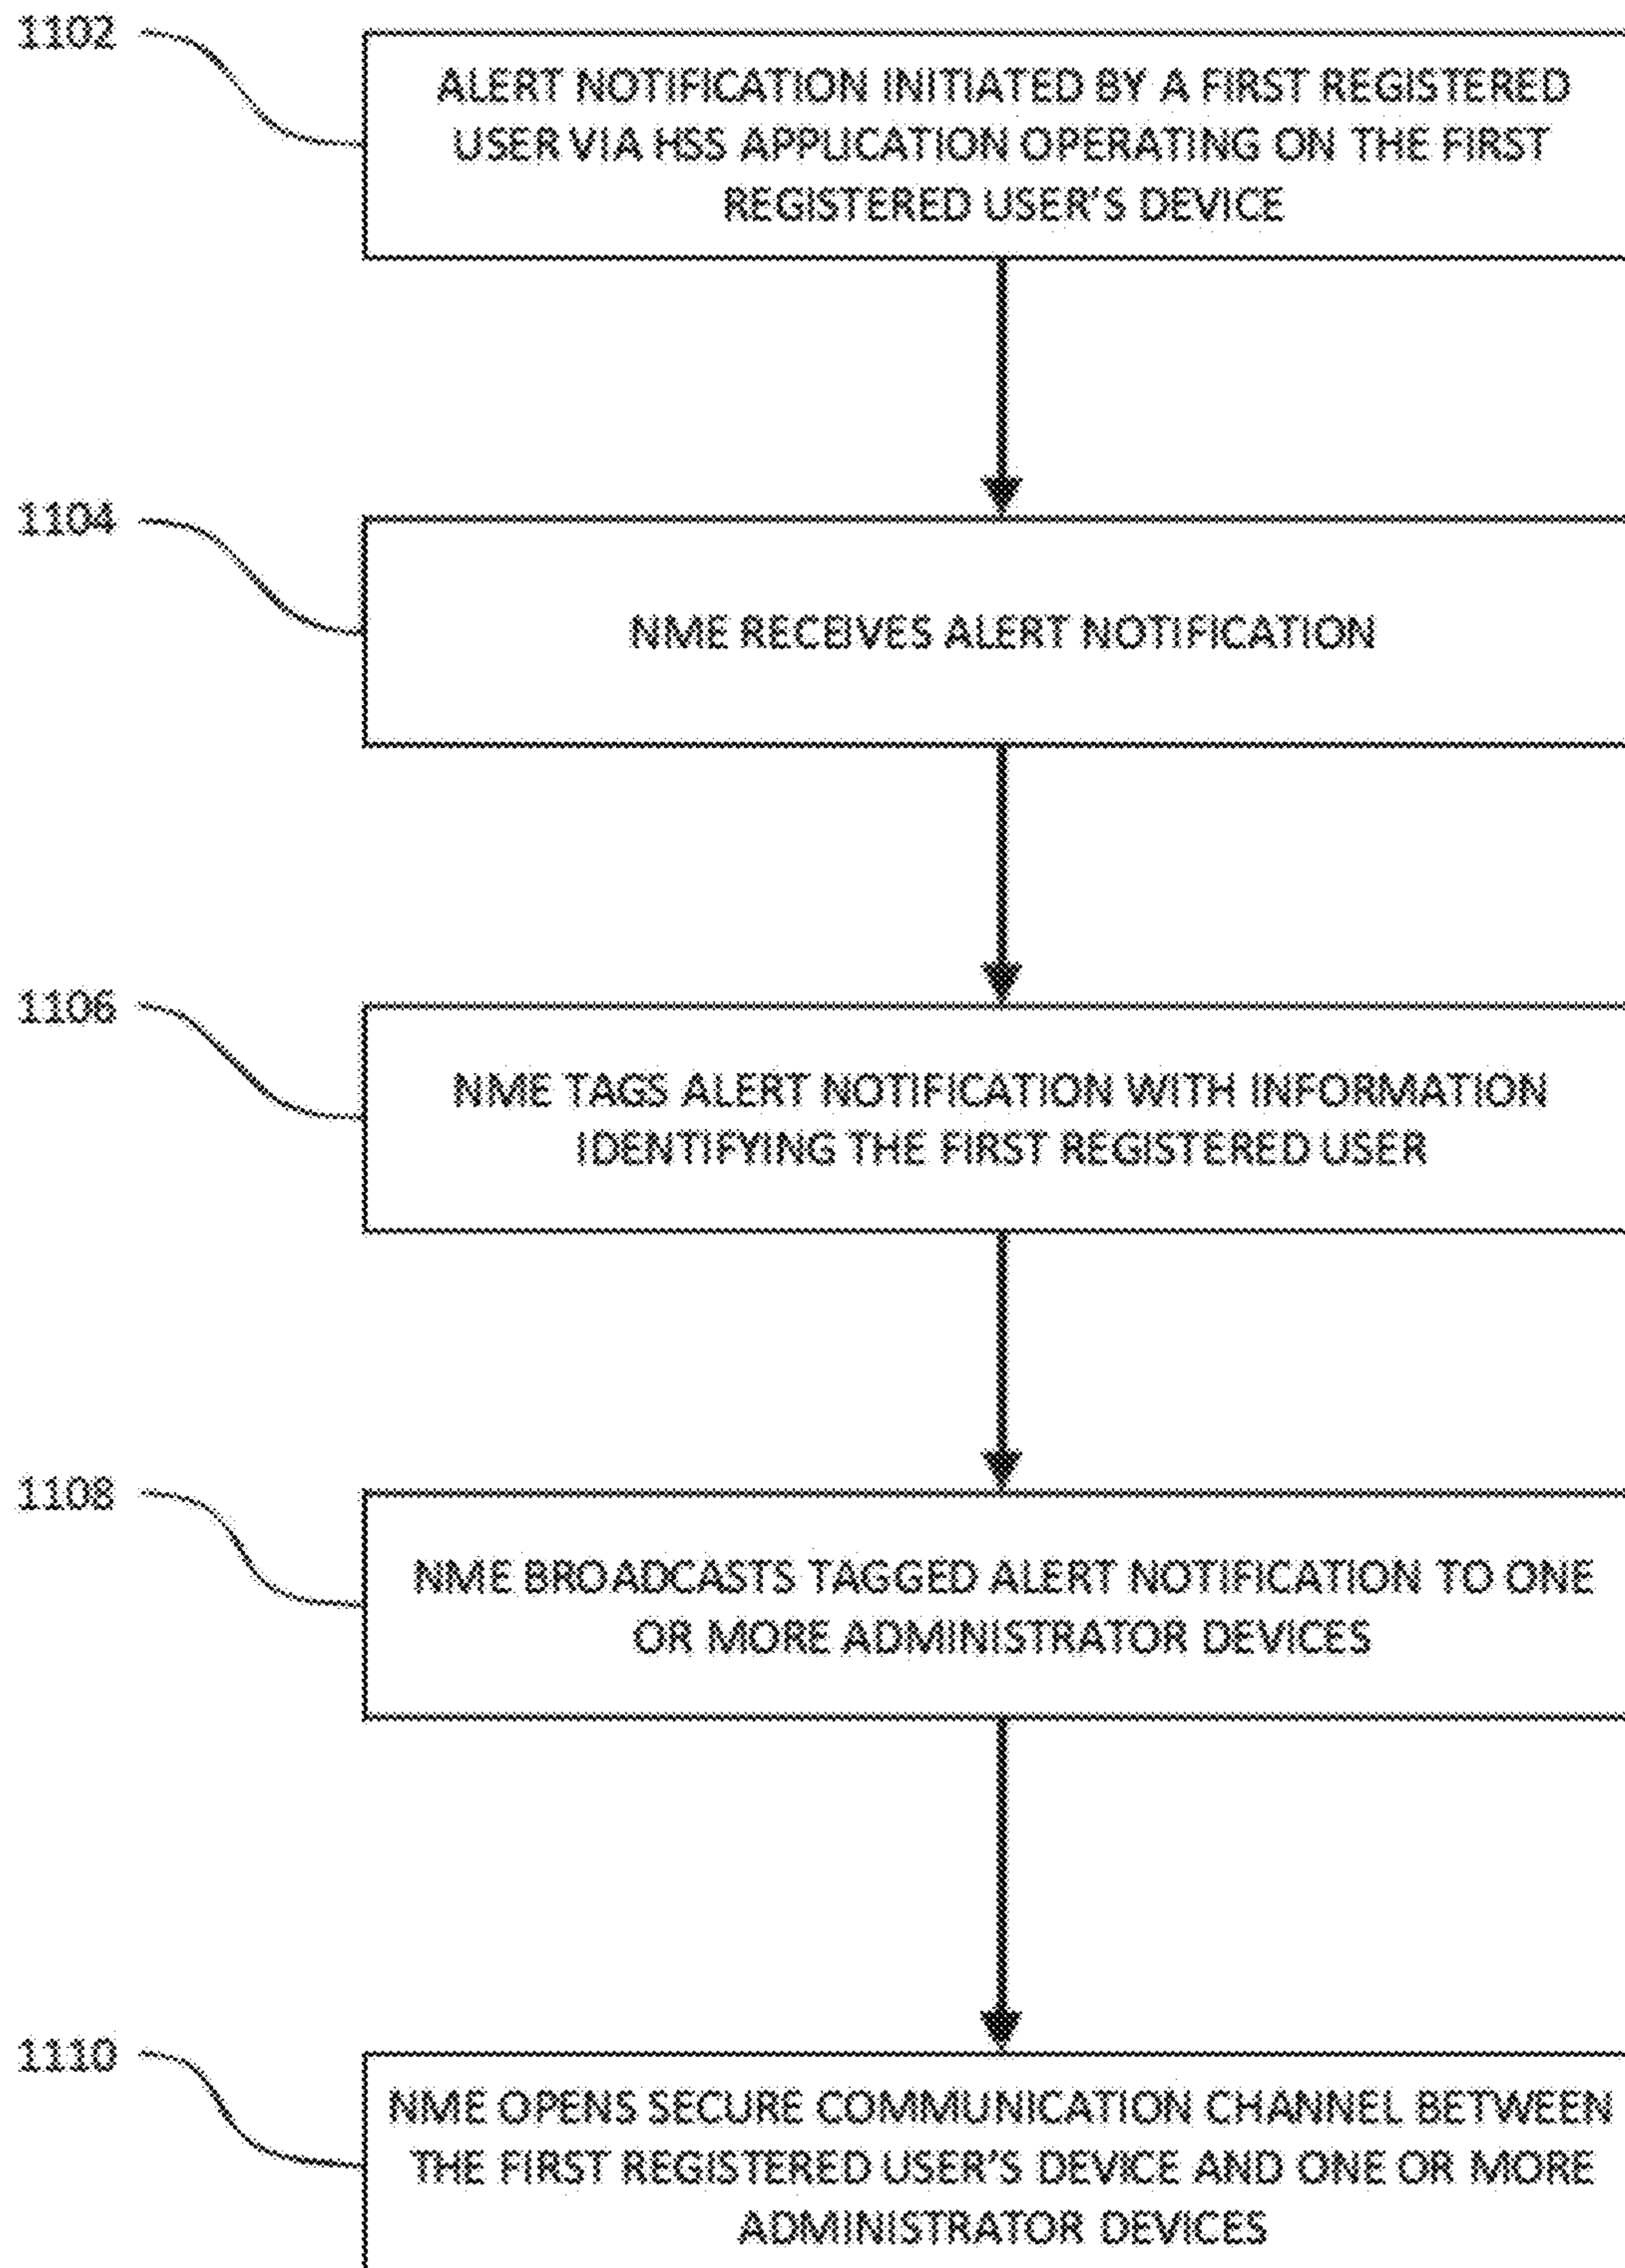 1102
ALERT NOTIFICATION INITIATED BY A FIRST REGISTERED
USER VIA HSS APPLICATION OPERATING ON THE FIRST
REGISTERED USER'S DEVICE
1104
NME RECEIVES ALERT NOTIFICATION
1106
NME TAGS ALERT NOTIFICATION WITH INFORMATION
IDENTIFYING THE FIRST REGISTERED USER
1108
NME BROADCASTS TAGGED ALERT NOTIFICATION TO ONE
OR MORE ADMINISTRATOR DEVICES
1110
NME OPENS SECURE COMMUNICATION CHANNEL BETWEEN
THE FIRST REGISTERED USER'S DEVICE AND ONE OR MORE
ADMINISTRATOR DEVICES